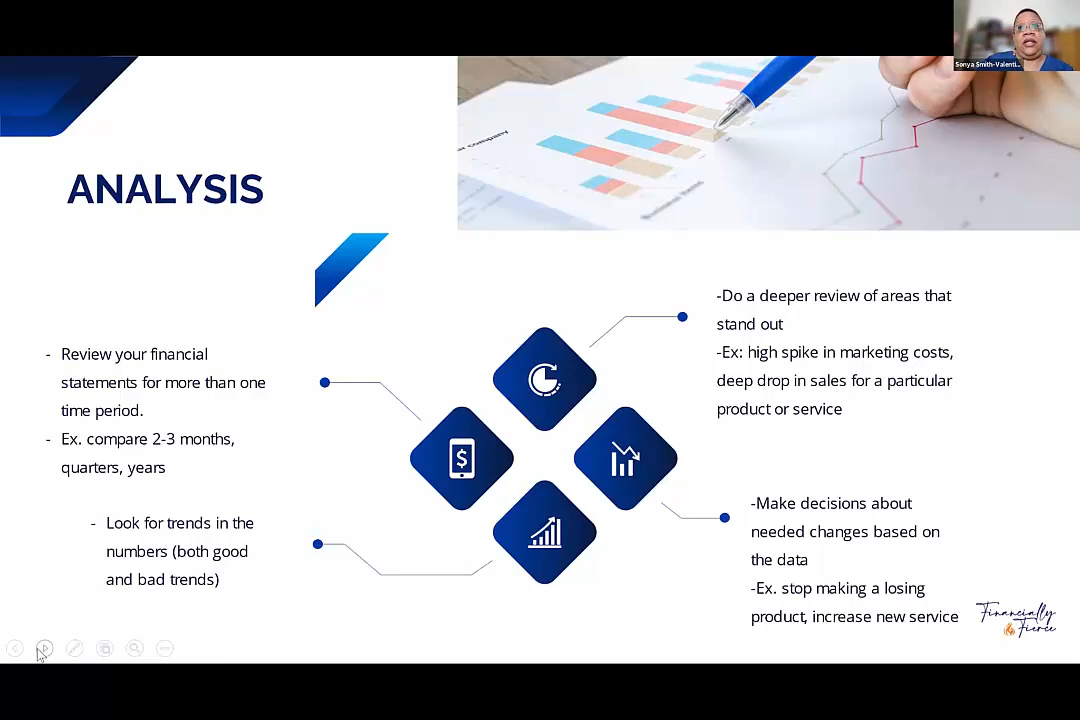 Sonya Smith-Valenti...
ANALYSIS
- Review your financial
statements for more than one
time period.
- Ex. compare 2-3 months,
quarters, years
- Look for trends in the
numbers (both good
and bad trends)
-Do a deeper review of areas that
stand out
-Ex: high spike in marketing costs,
deep drop in sales for a particular
product or service
-Make decisions about
needed changes based on
the data
-Ex. stop making a losing
product, increase new service
$
Financially
Fierce